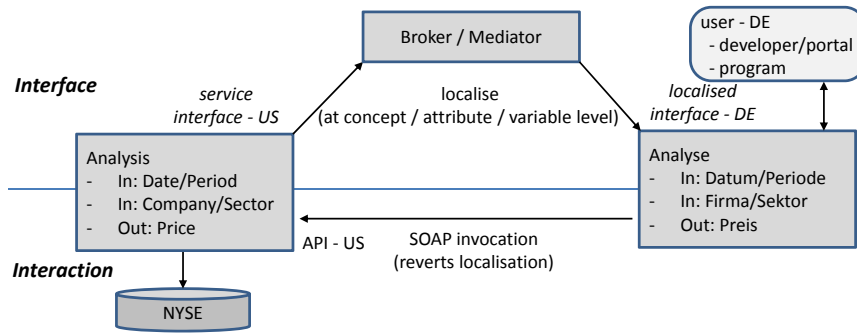 user - DE
- developer/portal
- program
Broker / Mediator
Interface
service
interface - US
localise
(at concept / attribute / variable level)
localised
interface - DE
Analysis
- In: Date/Period
- In: Company/Sector
- Out: Price
Analyse
- In: Datum/Periode
- In: Firma/Sektor
- Out: Preis
API - US
SOAP invocation
(reverts localisation)
Interaction
NYSE